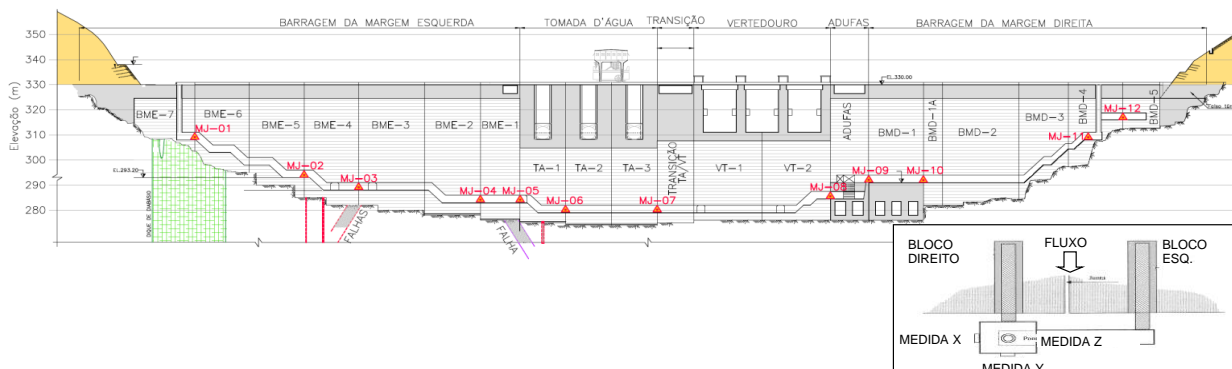 BARRAGEM DA MARGEM ESQUERDA
TOMADA D'ÁGUA
TRANSIÇÃO
VERTEDOURO
ADUFAS
BARRAGEM DA MARGEM DIREITA
Elevação (m)
350
340
330
320
310
300
290
280
EL.330.00
EL.293.20
BME-7
BME-6
BME-5
BME-4
BME-3
BME-2
BME-1
TA-1
TA-2
TA-3
TRANSIÇÃO
TA/VT
VT-1
VT-2
ADUFAS
BMD-1
BMD-1A
BMD-2
BMD-3
BMD-4
BMD-5
MJ-01
MJ-02
MJ-03
MJ-04
MJ-05
MJ-06
MJ-07
MJ-08
MJ-09
MJ-10
MJ-11
MJ-12
FALHAS
FALHA
BLOCO
DIREITO
FLUXO
BLOCO
ESQ.
MEDIDA X
MEDIDA Z
MEDIDA Y